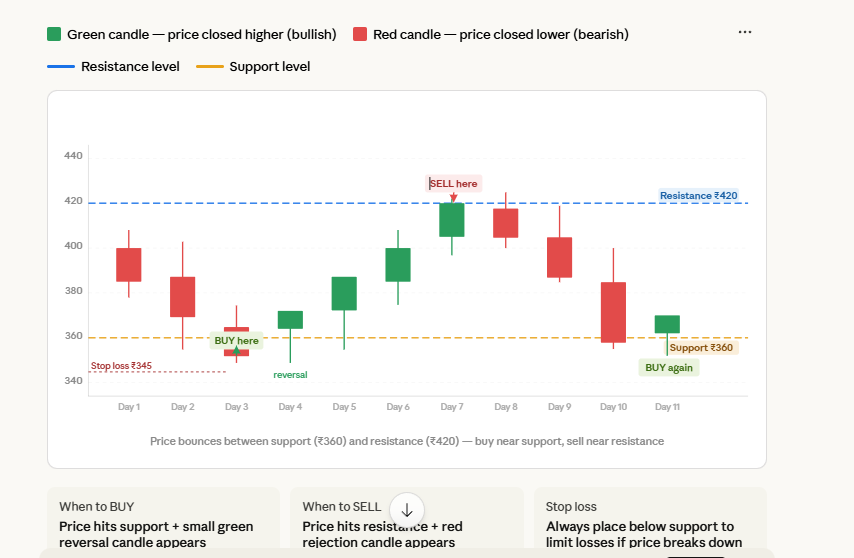 Green candle — price closed higher (bullish)
Red candle — price closed lower (bearish)
Resistance level
Support level
440
420
400
380
360
340
SELL here
Resistance ₹420
BUY here
Stop loss ₹345
reversal
Support ₹360
BUY again
Day 1
Day 2
Day 3
Day 4
Day 5
Day 6
Day 7
Day 8
Day 9
Day 10
Day 11
Price bounces between support (₹360) and resistance (₹420) — buy near support, sell near resistance
When to BUY
Price hits support + small green
reversal candle appears
When to SELL
Price hits resistance + red
rejection candle appears
Stop loss
Always place below support to
limit losses if price breaks down